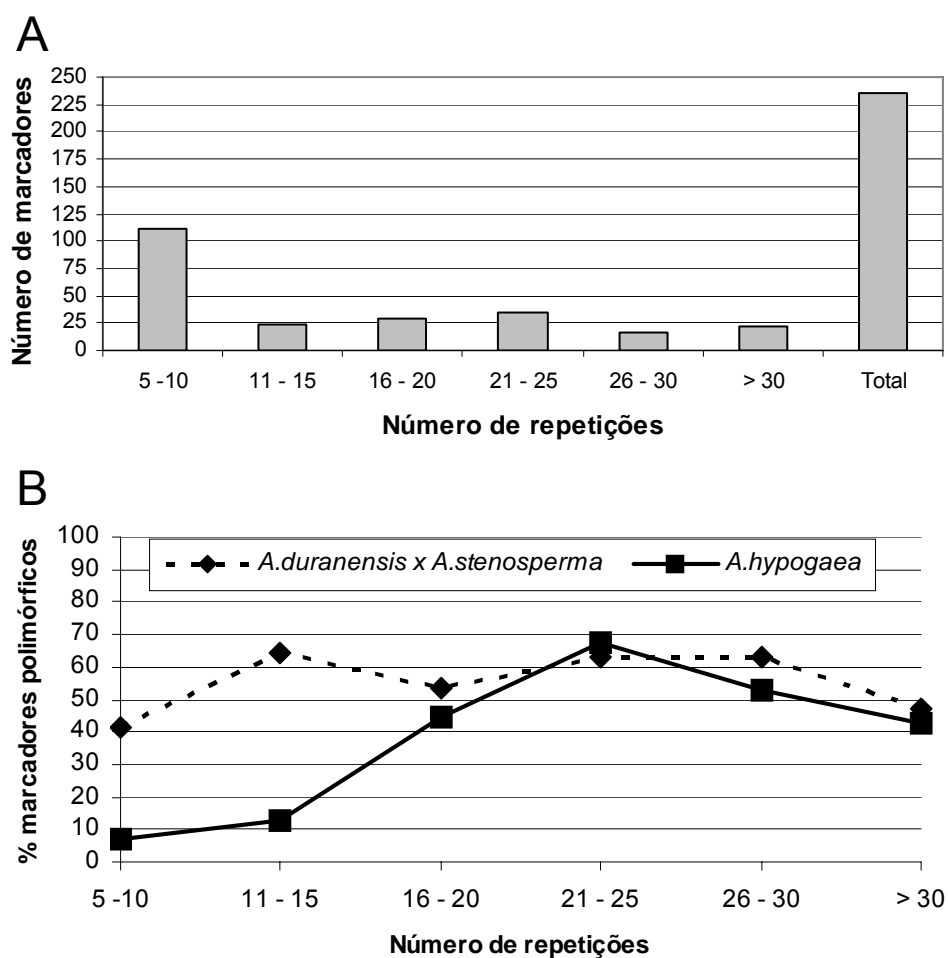 A
Número de marcadores
250
225
200
175
150
125
100
75
50
25
0
5 -10 11 - 15 16 - 20 21 - 25 26 - 30 > 30 Total
Número de repetições
B
% marcadores polimórficos
100
90
80
70
60
50
40
30
20
10
0
A.duranensis x A.stenosperma A.hypogaea
5 -10 11 - 15 16 - 20 21 - 25 26 - 30 > 30
Número de repetições